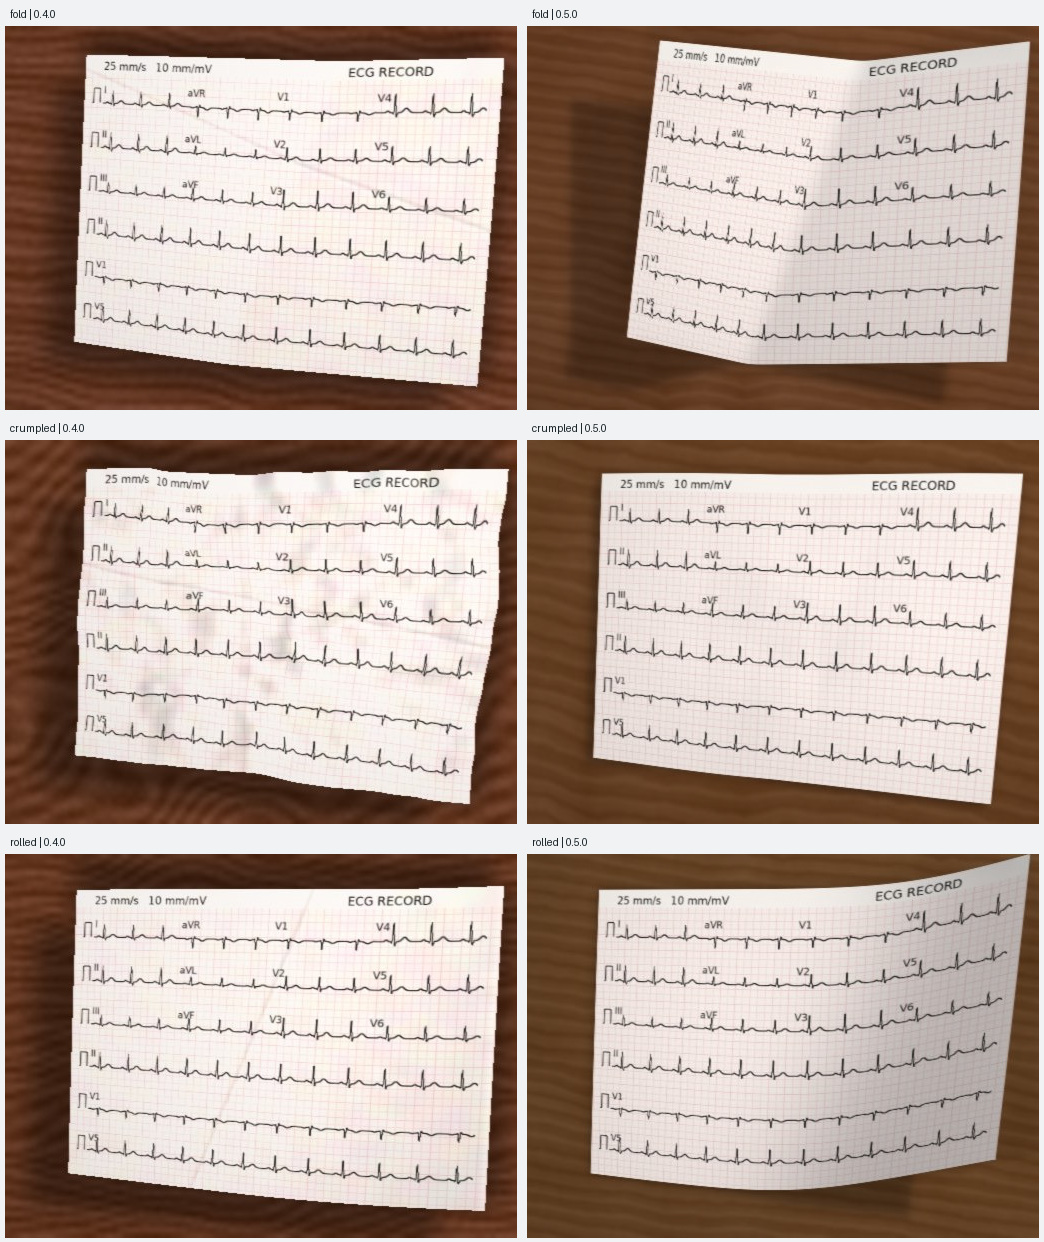 fold | 0.4.0
fold | 0.5.0
25 mm/s 10 mm/mV ECG RECORD
I aVR V1 V4
II aVL V2 V5
III aVF V3 V6
II
V1
V5
25 mm/s 10 mm/mV ECG RECORD
I aVR V1 V4
II aVL V2 V5
III aVF V3 V6
II
V1
V5
crumpled | 0.4.0
crumpled | 0.5.0
25 mm/s 10 mm/mV ECG RECORD
I aVR V1 V4
II aVL V2 V5
III aVF V3 V6
II
V1
V5
25 mm/s 10 mm/mV ECG RECORD
I aVR V1 V4
II aVL V2 V5
III aVF V3 V6
II
V1
V5
rolled | 0.4.0
rolled | 0.5.0
25 mm/s 10 mm/mV ECG RECORD
I aVR V1 V4
II aVL V2 V5
III aVF V3 V6
II
V1
V5
25 mm/s 10 mm/mV ECG RECORD
I aVR V1 V4
II aVL V2 V5
III aVF V3 V6
II
V1
V5